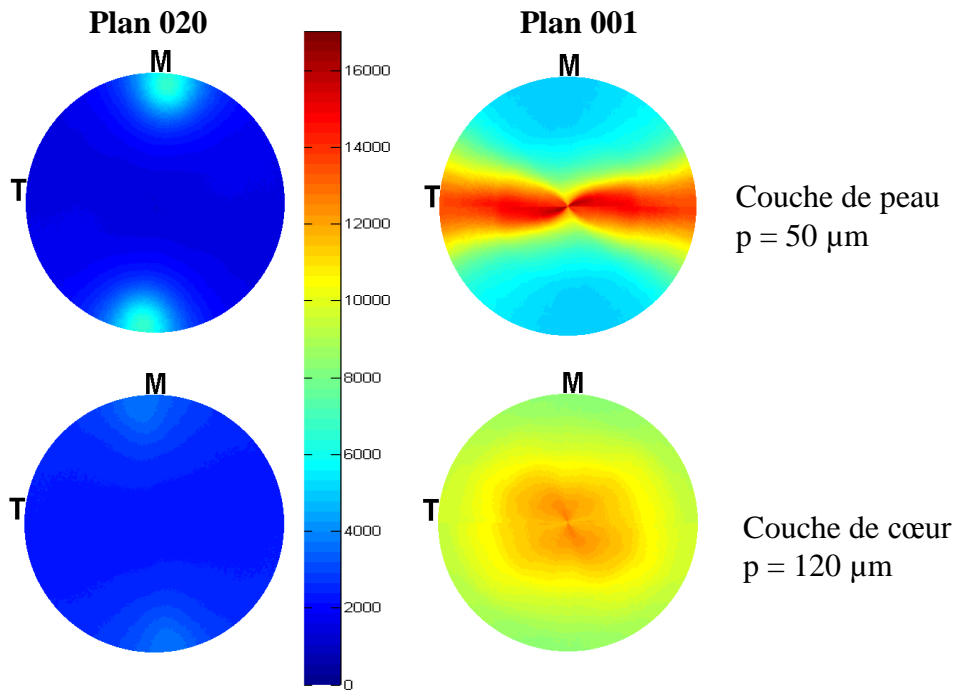 Plan 020
Plan 001
M
M
16000
14000
12000
10000
8000
6000
4000
2000
0
T
T
Couche de peau
p = 50 µm
M
M
T
T
Couche de cœur
p = 120 µm